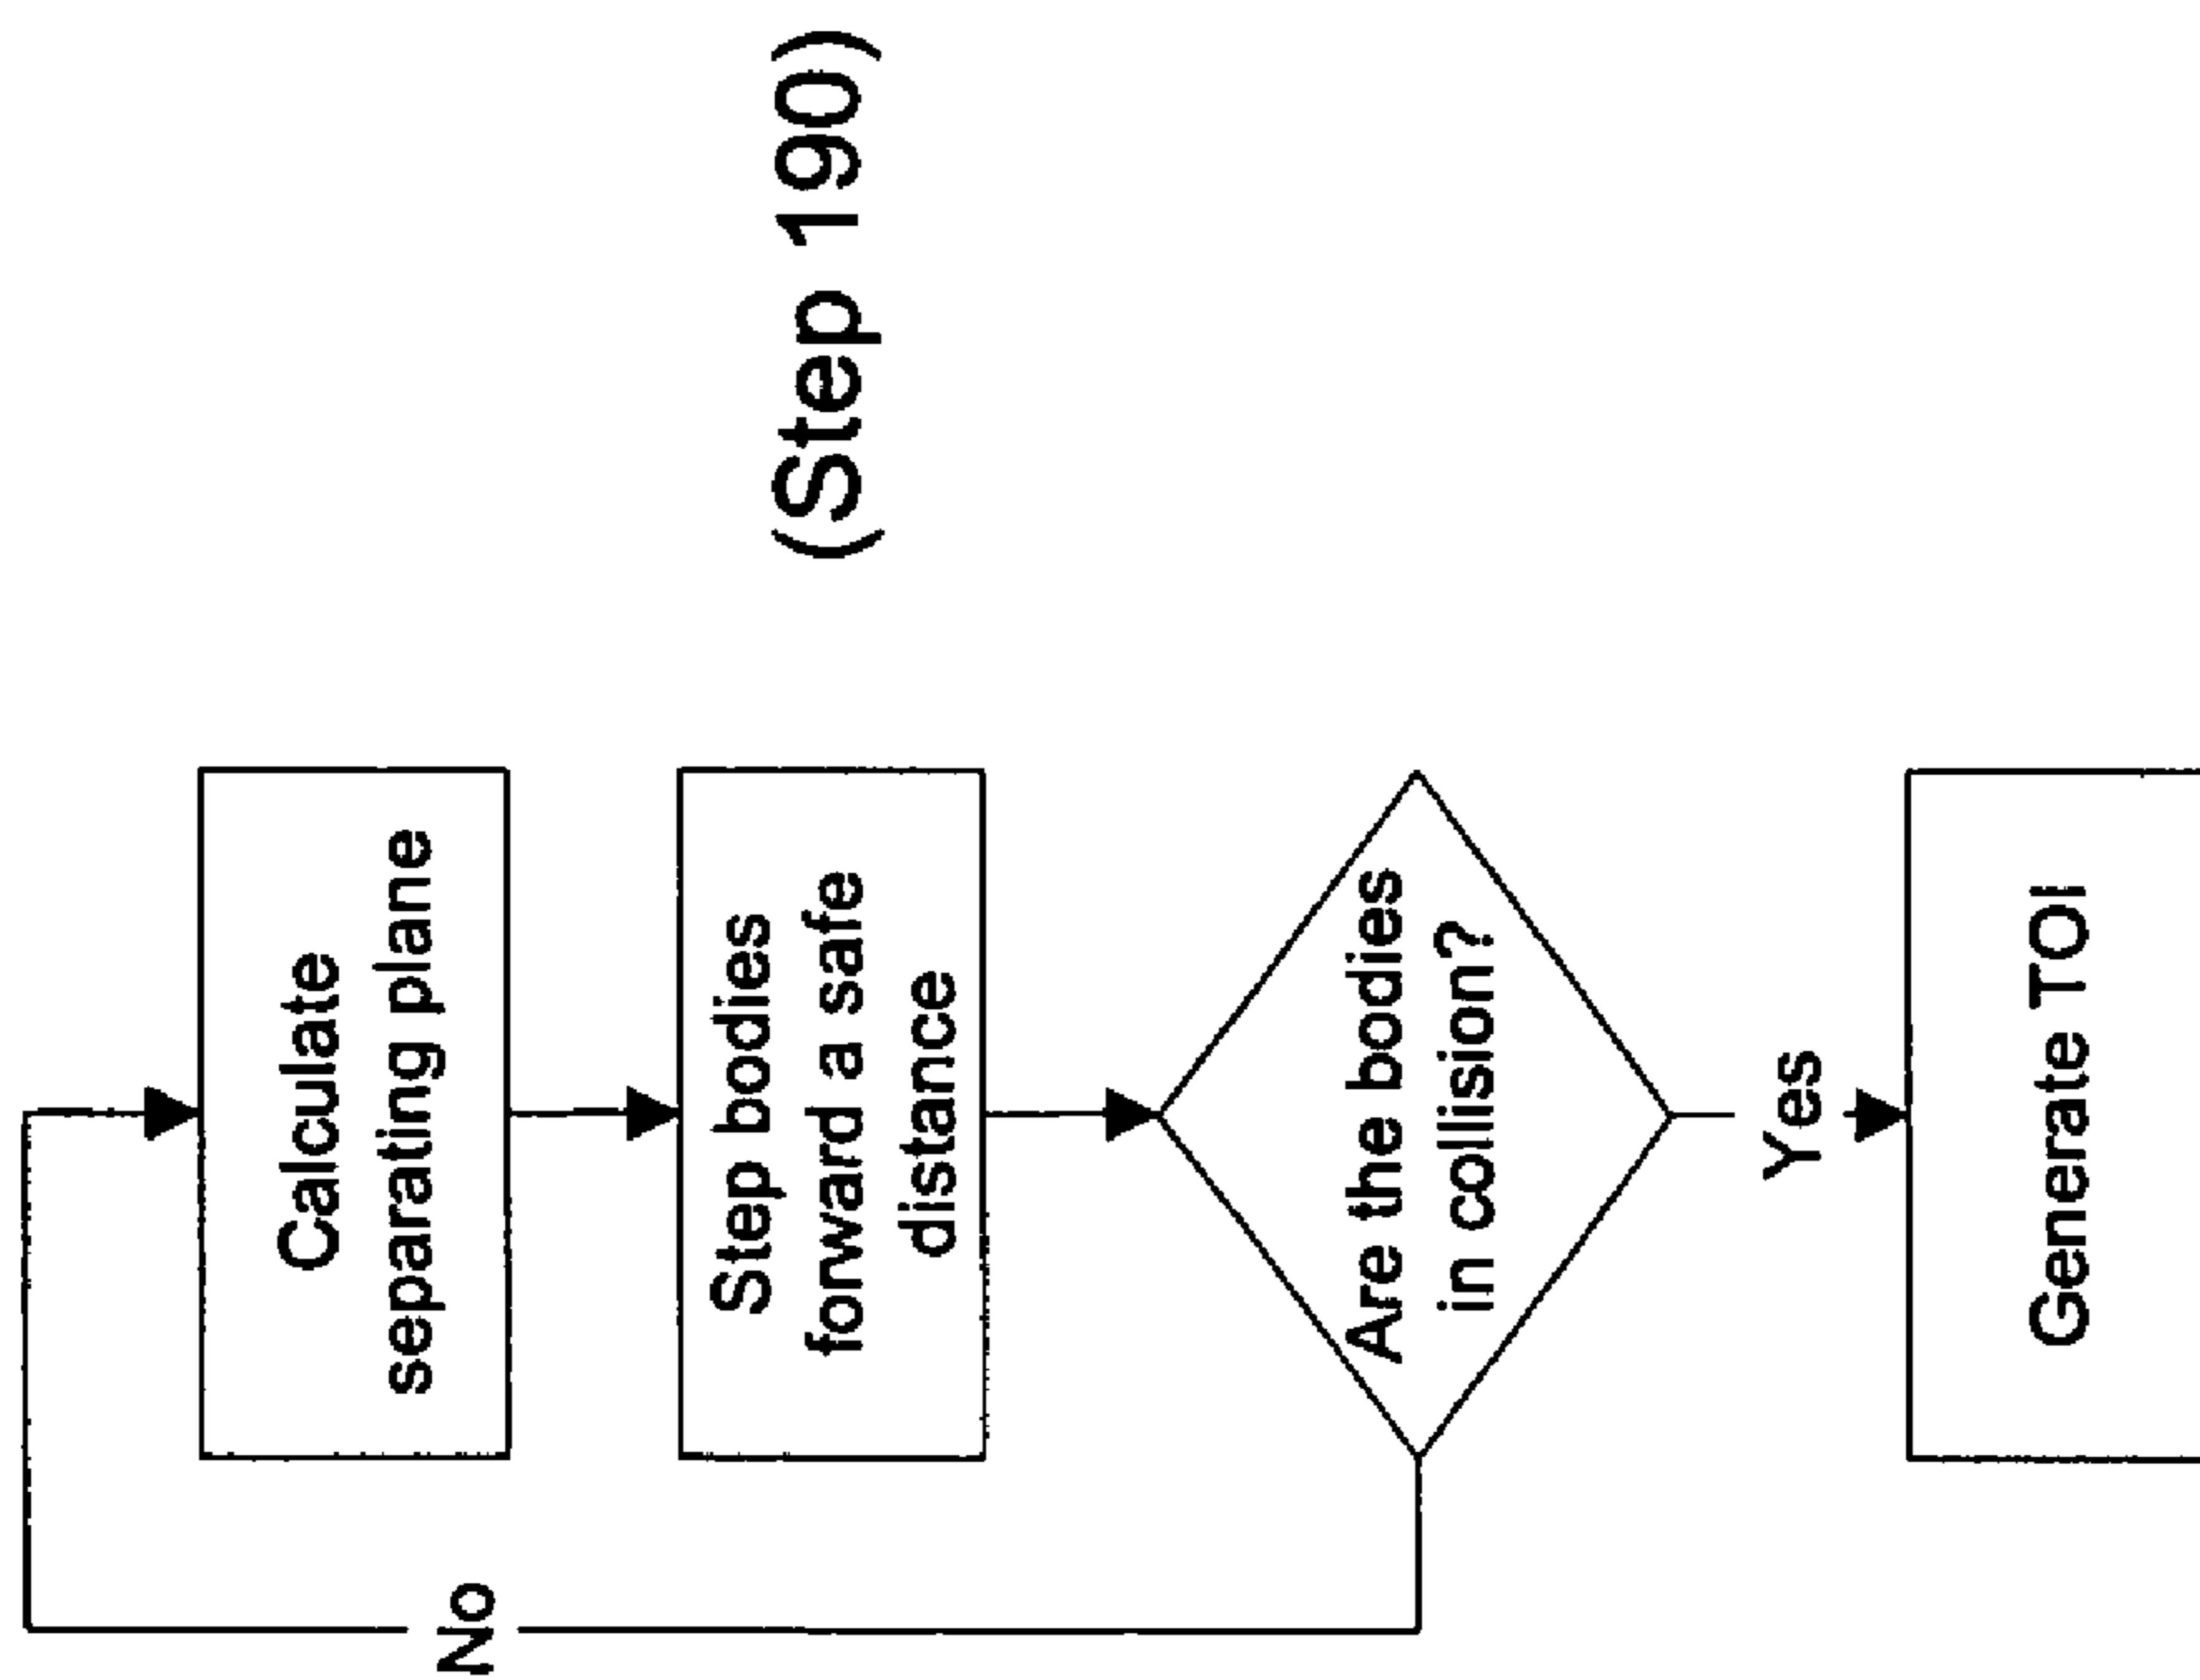 (Step 190)
Calculate
separating plane
Step bodies
forward a safe
distance
Are the bodies
in collision?
Yes
Generate TOI
No